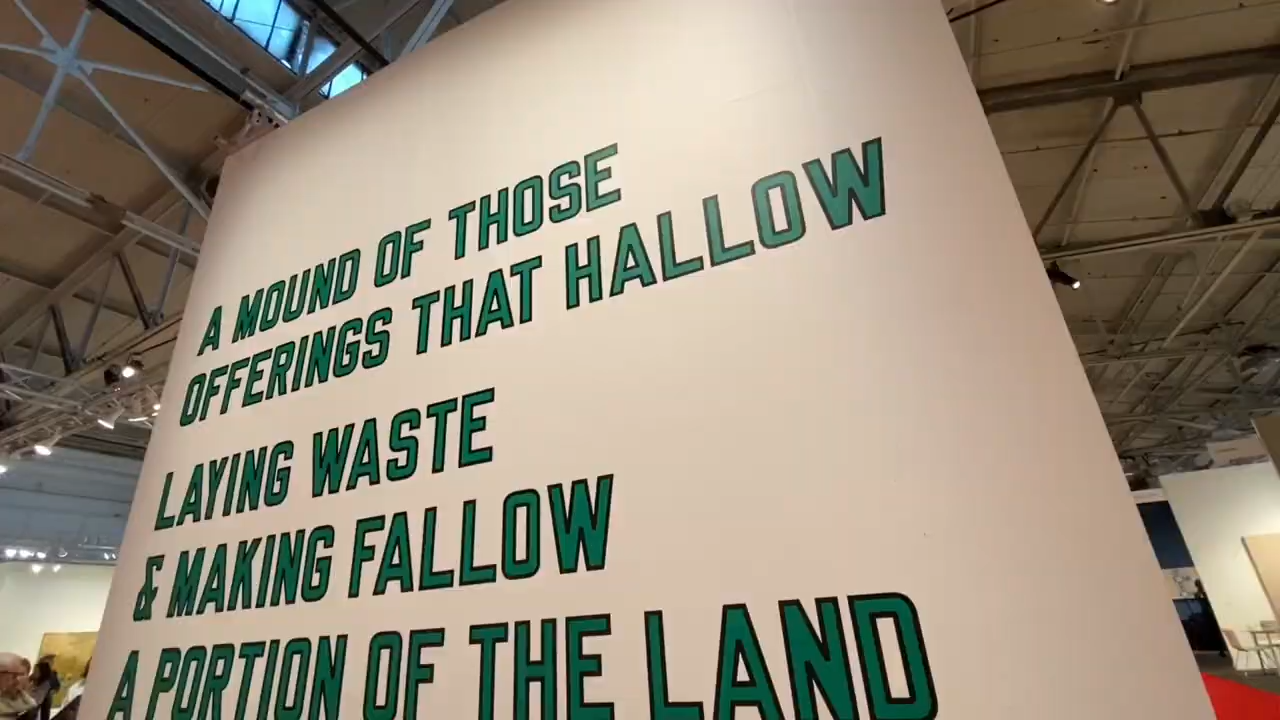 A MOUND OF THOSE
OFFERINGS THAT HALLOW
LAYING WASTE
& MAKING FALLOW
A PORTION OF THE LAND